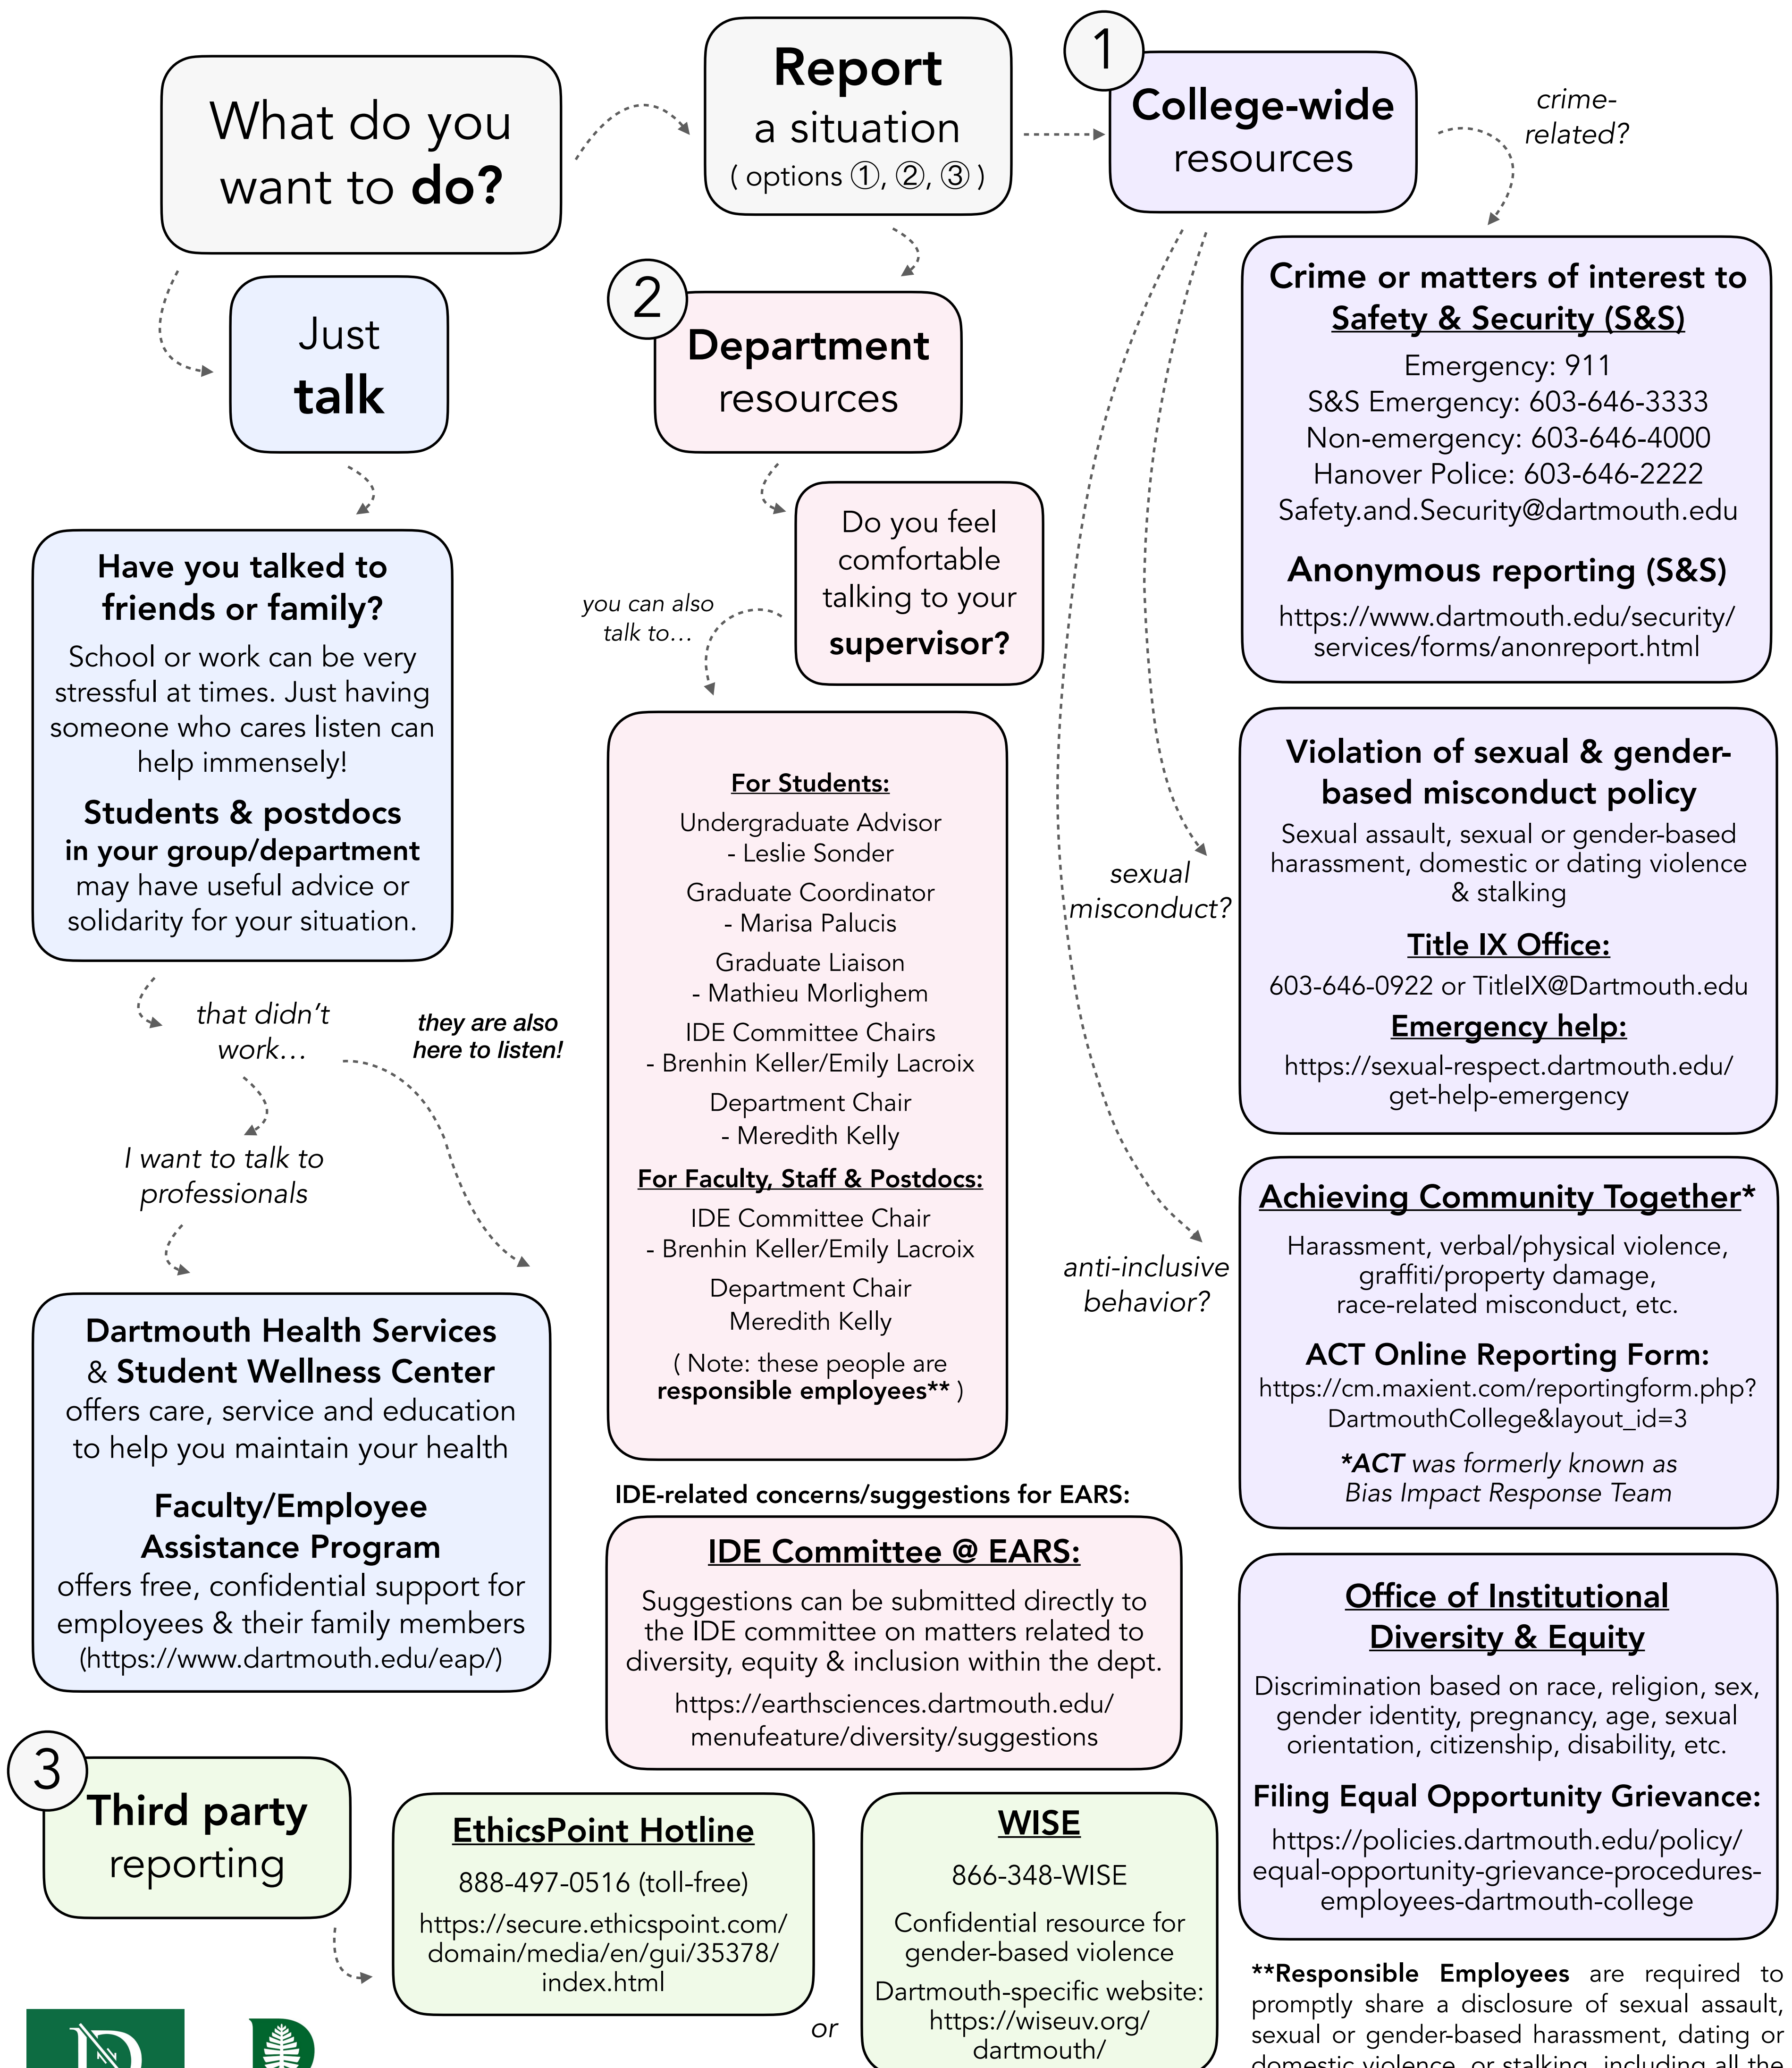 What do you
want to do?
Report
a situation
( options ①, ②, ③ )
1
College-wide
resources
crime-
related?
Just
talk
2
Department
resources
Crime or matters of interest to
Safety & Security (S&S)
Emergency: 911
S&S Emergency: 603-646-3333
Non-emergency: 603-646-4000
Hanover Police: 603-646-2222
Safety.and.Security@dartmouth.edu
Anonymous reporting (S&S)
https://www.dartmouth.edu/security/
services/forms/anonreport.html
Do you feel
comfortable
talking to your
supervisor?
you can also
talk to...
Have you talked to
friends or family?
School or work can be very
stressful at times. Just having
someone who cares listen can
help immensely!
Students & postdocs
in your group/department
may have useful advice or
solidarity for your situation.
For Students:
Undergraduate Advisor
- Leslie Sonder
Graduate Coordinator
- Marisa Palucis
Graduate Liaison
- Mathieu Morlighem
IDE Committee Chairs
- Brenhin Keller/Emily Lacroix
Department Chair
- Meredith Kelly
For Faculty, Staff & Postdocs:
IDE Committee Chair
- Brenhin Keller/Emily Lacroix
Department Chair
Meredith Kelly
( Note: these people are
responsible employees** )
sexual
misconduct?
Violation of sexual & gender-
based misconduct policy
Sexual assault, sexual or gender-based
harassment, domestic or dating violence
& stalking
Title IX Office:
603-646-0922 or TitleIX@Dartmouth.edu
Emergency help:
https://sexual-respect.dartmouth.edu/
get-help-emergency
that didn't
work...
they are also
here to listen!
I want to talk to
professionals
anti-inclusive
behavior?
Achieving Community Together*
Harassment, verbal/physical violence,
graffiti/property damage,
race-related misconduct, etc.
ACT Online Reporting Form:
https://cm.maxient.com/reportingform.php?
DartmouthCollege&layout_id=3
*ACT was formerly known as
Bias Impact Response Team
Dartmouth Health Services
& Student Wellness Center
offers care, service and education
to help you maintain your health
Faculty/Employee
Assistance Program
offers free, confidential support for
employees & their family members
(https://www.dartmouth.edu/eap/)
IDE-related concerns/suggestions for EARS:
IDE Committee @ EARS:
Suggestions can be submitted directly to
the IDE committee on matters related to
diversity, equity & inclusion within the dept.
https://earthsciences.dartmouth.edu/
menufeature/diversity/suggestions
Office of Institutional
Diversity & Equity
Discrimination based on race, religion, sex,
gender identity, pregnancy, age, sexual
orientation, citizenship, disability, etc.
Filing Equal Opportunity Grievance:
https://policies.dartmouth.edu/policy/
equal-opportunity-grievance-procedures-
employees-dartmouth-college
3
Third party
reporting
EthicsPoint Hotline
888-497-0516 (toll-free)
https://secure.ethicspoint.com/
domain/media/en/gui/35378/
index.html
or
WISE
866-348-WISE
Confidential resource for
gender-based violence
Dartmouth-specific website:
https://wiseuv.org/
dartmouth/
**Responsible Employees are required to
promptly share a disclosure of sexual assault,
sexual or gender-based harassment, dating or
domestic violence, or stalking, including all the